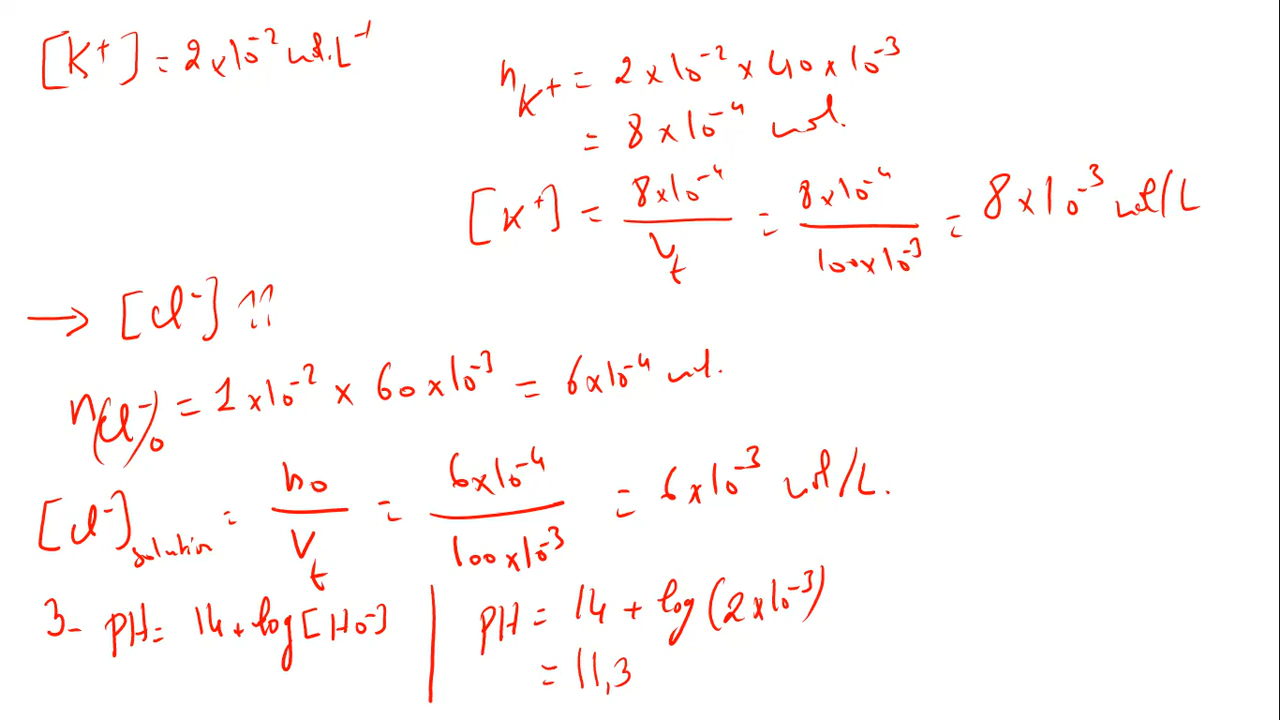 [K⁺] = 2×10⁻² mol.L⁻¹
n_K⁺ = 2×10⁻² × 40×10⁻³
= 8×10⁻⁴ mol.
[K⁺] = 8×10⁻⁴ / V_t = 8×10⁻⁴ / 100×10⁻³ = 8×10⁻³ mol/L
→ [Cl⁻] ??
n(Cl⁻)₀ = 1×10⁻² × 60×10⁻³ = 6×10⁻⁴ mol.
[Cl⁻]solution = n₀ / V_t = 6×10⁻⁴ / 100×10⁻³ = 6×10⁻³ mol/L.
3- PH = 14 + log[HO⁻] | PH = 14 + log(2×10⁻³)
= 11,3